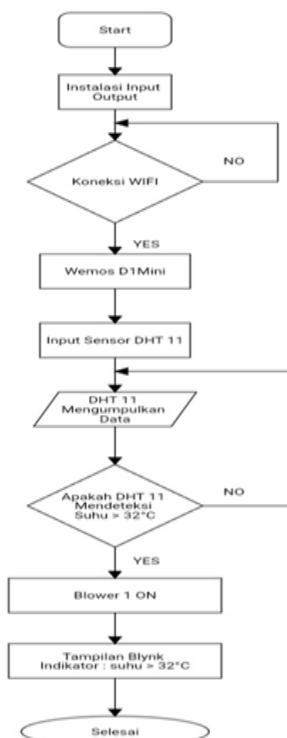 Start
Instalasi Input
Output
NO
Koneksi WIFI
YES
Wemos D1Mini
Input Sensor DHT 11
DHT 11
Mengumpulkan
Data
Apakah DHT 11
Mendeteksi
Suhu > 32°C
NO
YES
Blower 1 ON
Tampilan Blynk
Indikator : suhu > 32°C
Selesai